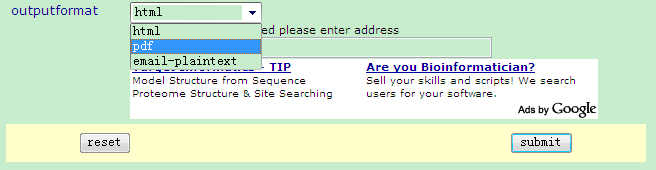 outputformat html
html
ed please enter address
pdf
email-plaintext
- TIP
Are you Bioinformatician?
Model Structure from Sequence
Proteome Structure & Site Searching
Sell your skills and scripts! We search
users for your software.
Ads by Google
reset
submit